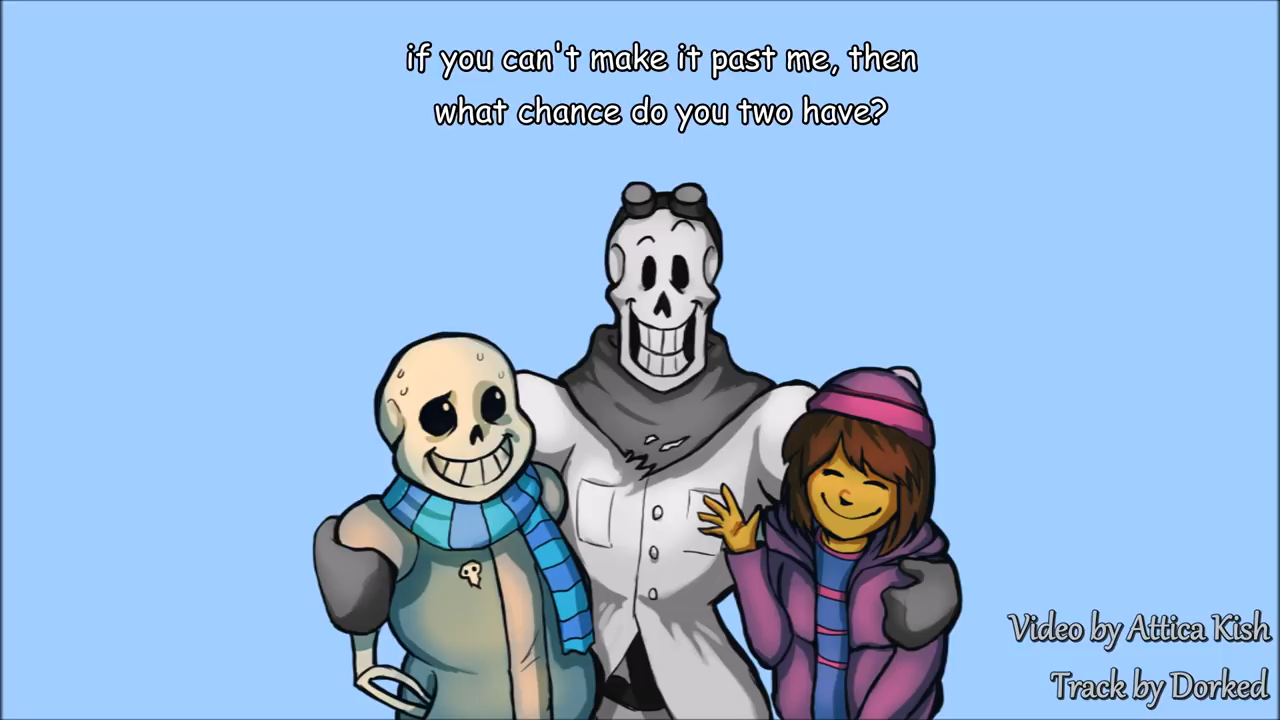 if you can't make it past me, then
what chance do you two have?
Video by Attica Kish
Track by Dorked